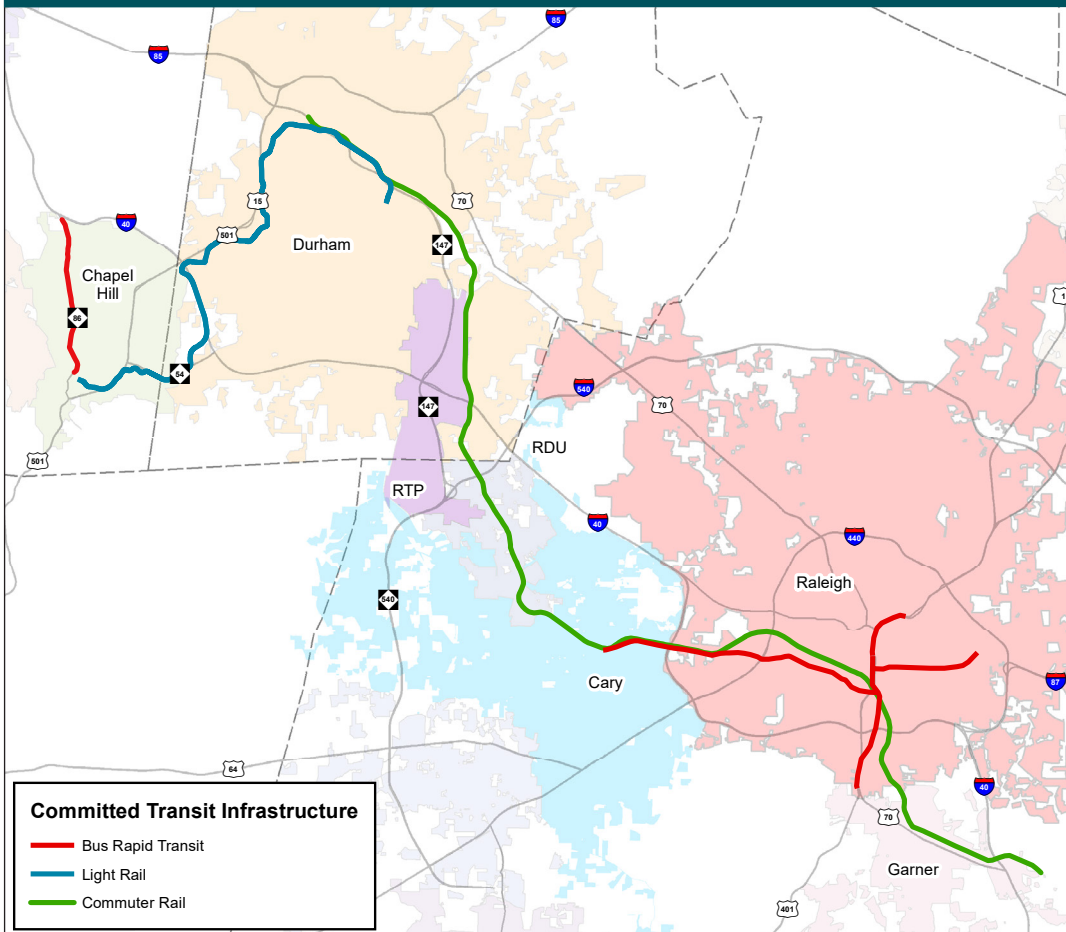 85
85
15
70
40
501
Durham
147
Chapel
Hill
86
1
54
540
70
147
RDU
501
RTP
40
440
Raleigh
540
Cary
87
64
40
70
Garner
401
Committed Transit Infrastructure
Bus Rapid Transit
Light Rail
Commuter Rail